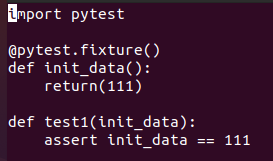 import pytest

@pytest.fixture()
def init_data():
    return(111)

def test1(init_data):
    assert init_data == 111